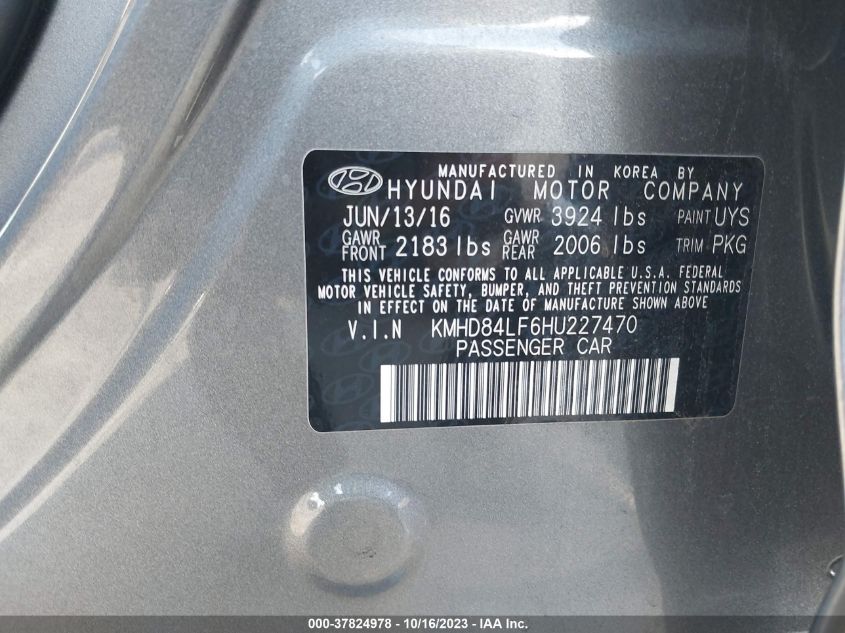 MANUFACTURED IN KOREA BY
HYUNDAI MOTOR COMPANY
JUN/13/16 GVWR 3924 lbs PAINT UYS
GAWR FRONT 2183 lbs GAWR REAR 2006 lbs TRIM PKG
THIS VEHICLE CONFORMS TO ALL APPLICABLE U.S.A. FEDERAL
MOTOR VEHICLE SAFETY, BUMPER, AND THEFT PREVENTION STANDARDS
IN EFFECT ON THE DATE OF MANUFACTURE SHOWN ABOVE
V.I.N KMHD84LF6HU227470
PASSENGER CAR
000-37824978 - 10/16/2023 - IAA Inc.